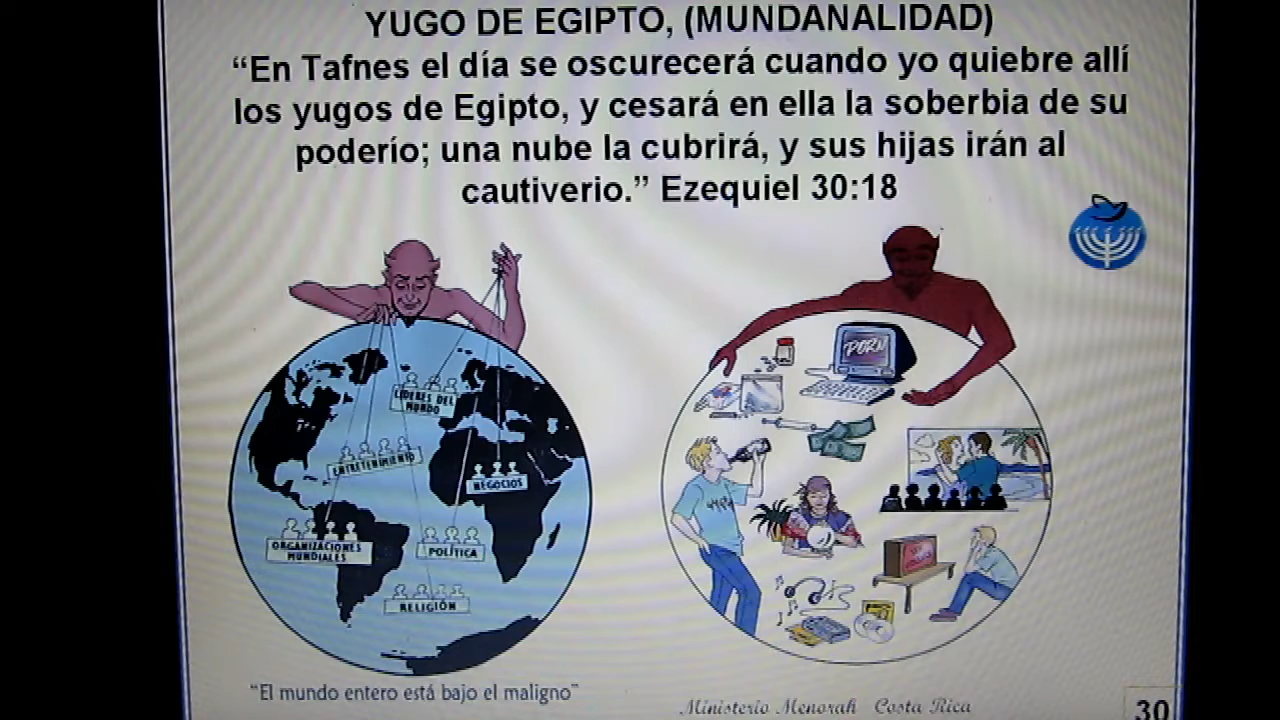 YUGO DE EGIPTO, (MUNDANALIDAD)
“En Tafnes el día se oscurecerá cuando yo quiebre allí
los yugos de Egipto, y cesará en ella la soberbia de su
poderío; una nube la cubrirá, y sus hijas irán al
cautiverio.” Ezequiel 30:18
LÍDERES DEL
MUNDO
ENTRETENIMIENTO
NEGOCIOS
ORGANIZACIONES
MUNDIALES
POLÍTICA
RELIGIÓN
PORN
“El mundo entero está bajo el maligno”
Ministerio Menorah Costa Rica
30